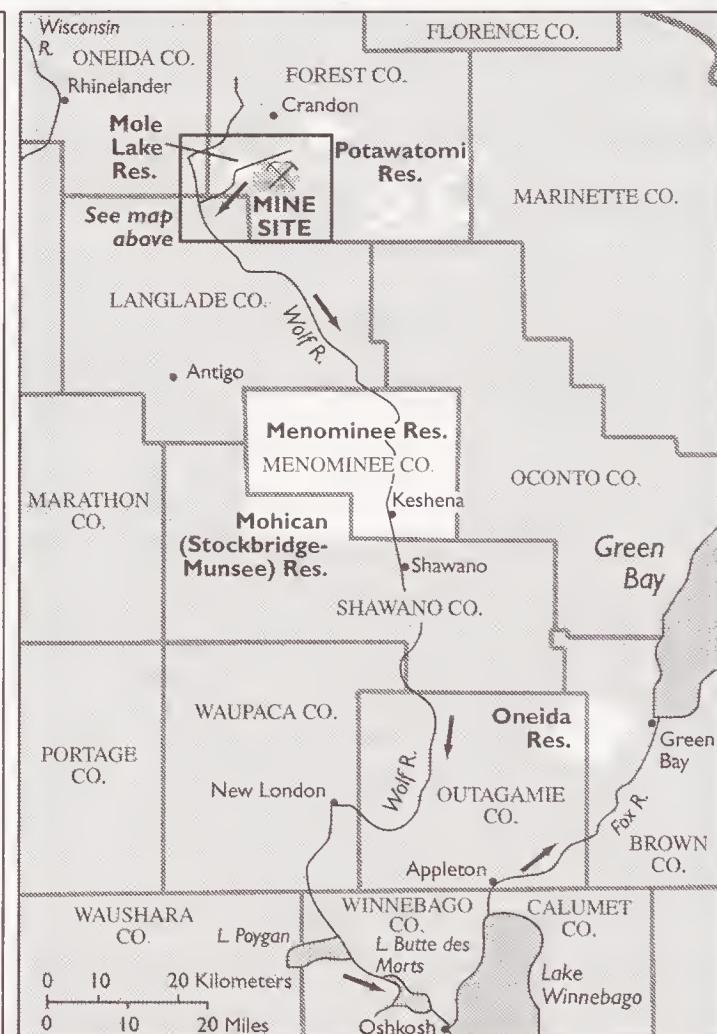 Wisconsin
R.
ONEIDA CO.
Rhinelander
FLORENCE CO.
FOREST CO.
Crandon
Mole
Lake
Res.
Potawatomi
Res.
MINE
SITE
See map
above
MARINETTE CO.
LANGLADE CO.
Wolf R.
Antigo
Menominee Res.
MENOMINEE CO.
OCONTO CO.
MARATHON
CO.
Keshena
Mohican
(Stockbridge-
Munsee) Res.
Shawano
Green
Bay
SHAWANO CO.
WAUPACA CO.
Oneida
Res.
PORTAGE
CO.
Green
Bay
New London
Wolf R.
OUTAGAMIE
CO.
Fox R.
BROWN
CO.
Appleton
WAUSHARA
CO.
WINNEBAGO
CO.
CALUMET
CO.
L. Poygan
L. Butte des
Morts
Lake
Winnebago
0 10 20 Kilometers
0 10 20 Miles
Oshkosh